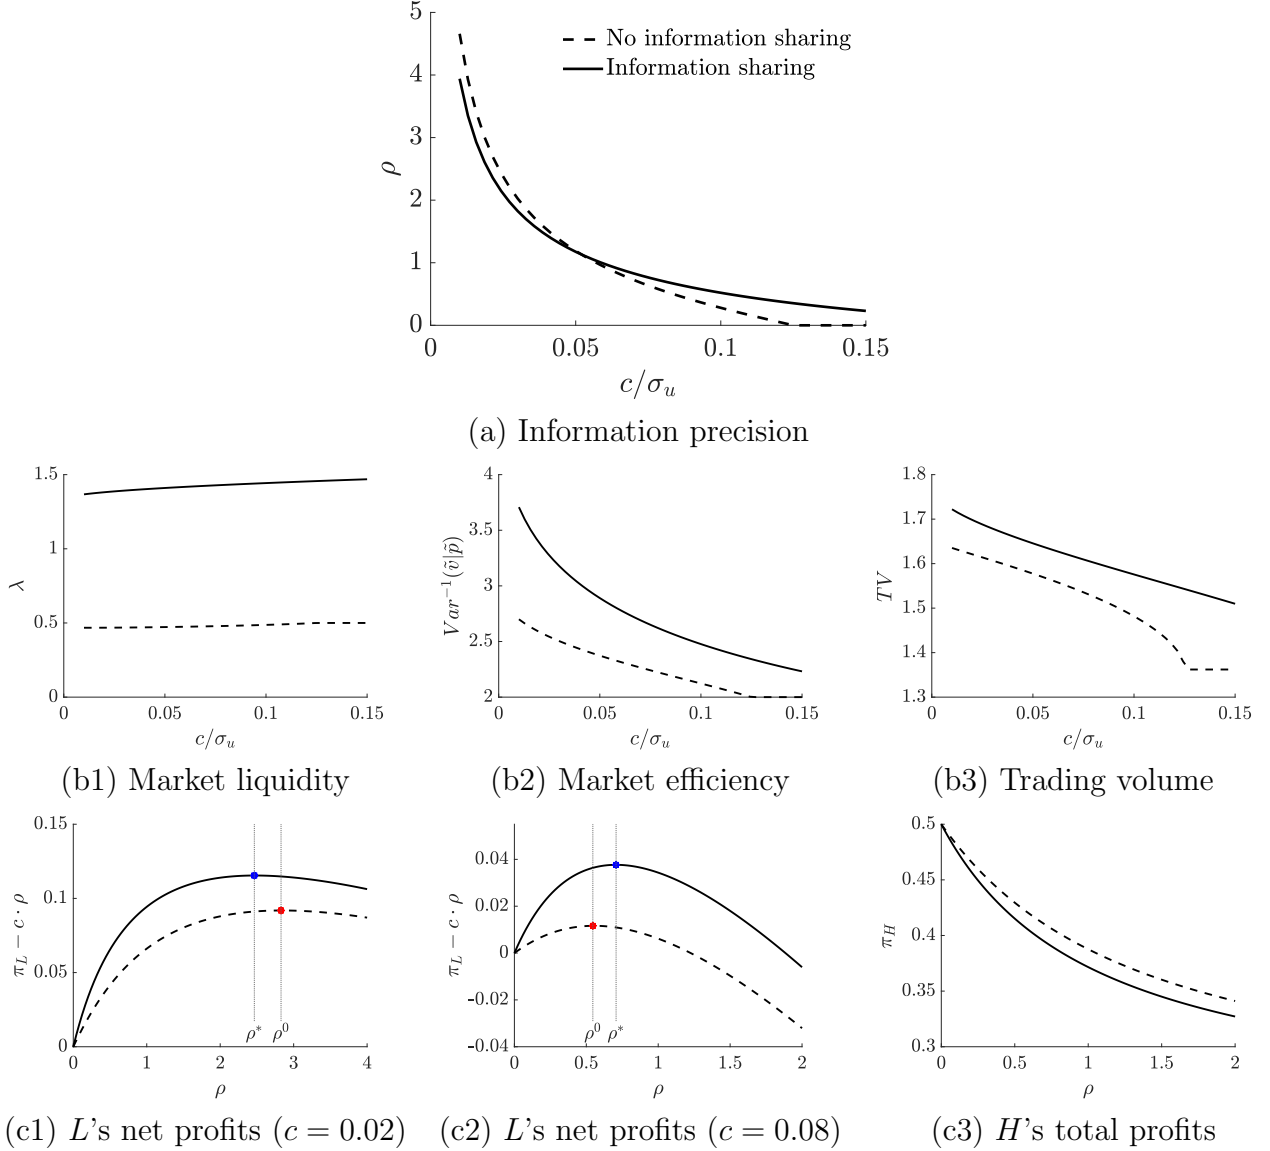 5
4
3
2
1
0
ρ
No information sharing
Information sharing
0 0.05 0.1 0.15
c/σ_u
(a) Information precision
1.5
1
0.5
0
λ
0 0.05 0.1 0.15
c/σ_u
(b1) Market liquidity
4
3.5
3
2.5
2
Var⁻¹(ṽ|p̃)
0 0.05 0.1 0.15
c/σ_u
(b2) Market efficiency
1.8
1.7
1.6
1.5
1.4
1.3
TV
0 0.05 0.1 0.15
c/σ_u
(b3) Trading volume
0.15
0.1
0.05
0
π_L − c · ρ
ρ* ρ⁰
0 1 2 3 4
ρ
(c1) L's net profits (c = 0.02)
0.04
0.02
0
-0.02
-0.04
π_L − c · ρ
ρ⁰ ρ*
0 0.5 1 1.5 2
ρ
(c2) L's net profits (c = 0.08)
0.5
0.45
0.4
0.35
0.3
π_H
0 0.5 1 1.5 2
ρ
(c3) H's total profits